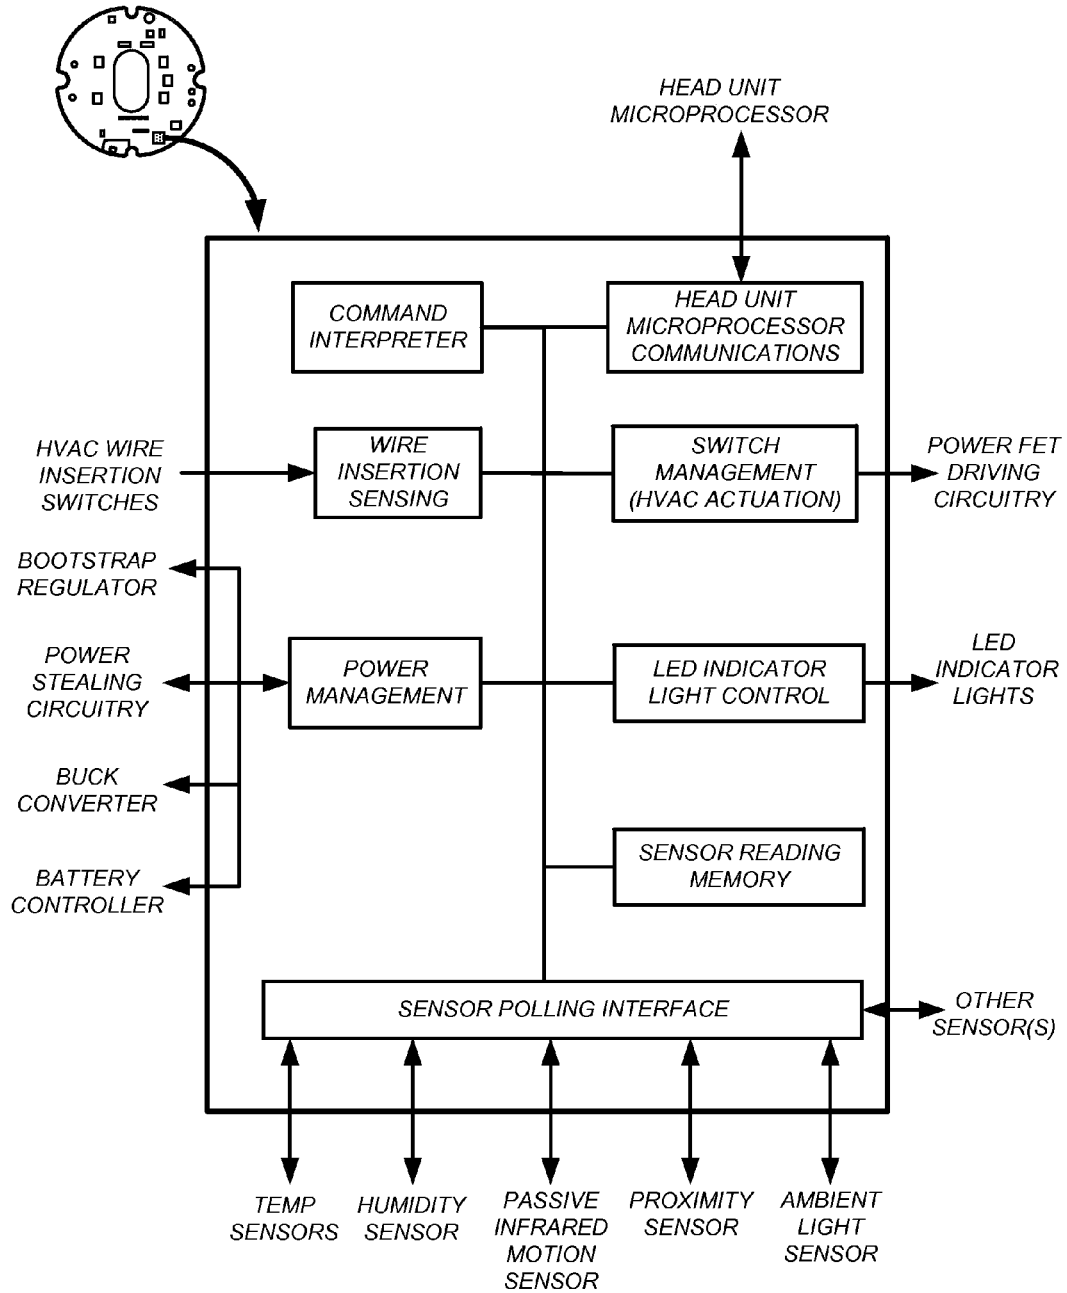 HEAD UNIT
MICROPROCESSOR
COMMAND
INTERPRETER
HEAD UNIT
MICROPROCESSOR
COMMUNICATIONS
HVAC WIRE
INSERTION
SWITCHES
WIRE
INSERTION
SENSING
SWITCH
MANAGEMENT
(HVAC ACTUATION)
POWER FET
DRIVING
CIRCUITRY
BOOTSTRAP
REGULATOR
POWER
STEALING
CIRCUITRY
POWER
MANAGEMENT
LED INDICATOR
LIGHT CONTROL
LED
INDICATOR
LIGHTS
BUCK
CONVERTER
BATTERY
CONTROLLER
SENSOR READING
MEMORY
SENSOR POLLING INTERFACE
OTHER
SENSOR(S)
TEMP
SENSORS
HUMIDITY
SENSOR
PASSIVE
INFRARED
MOTION
SENSOR
PROXIMITY
SENSOR
AMBIENT
LIGHT
SENSOR